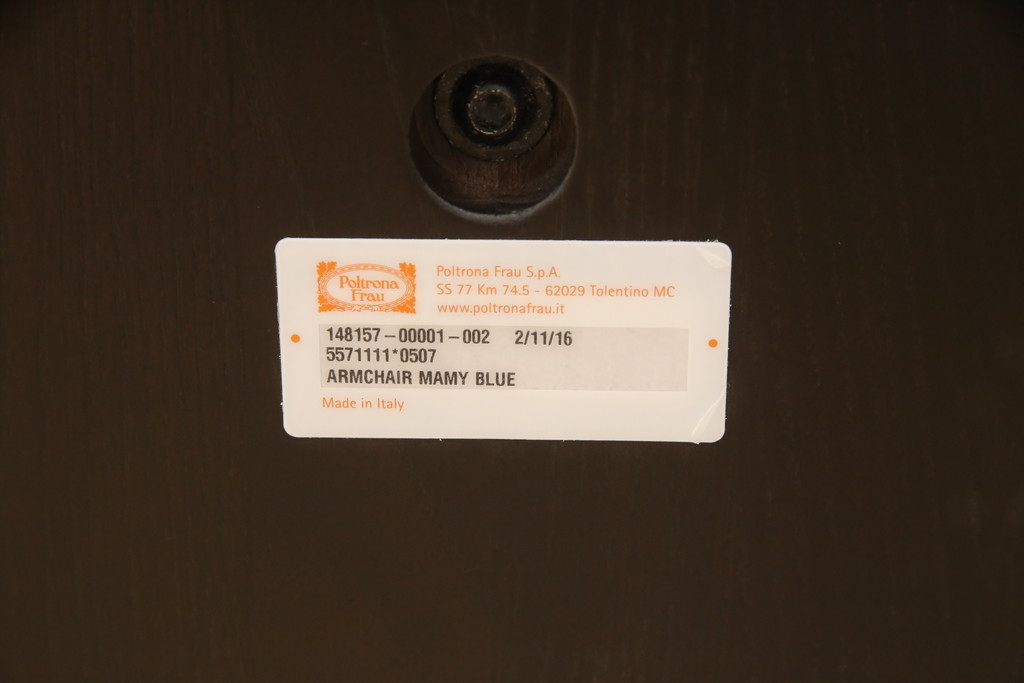 Poltrona
Frau
Poltrona Frau S.p.A.
SS 77 Km 74.5 - 62029 Tolentino MC
www.poltronafrau.it
148157-00001-002 2/11/16
5571111*0507
ARMCHAIR MAMY BLUE
Made in Italy